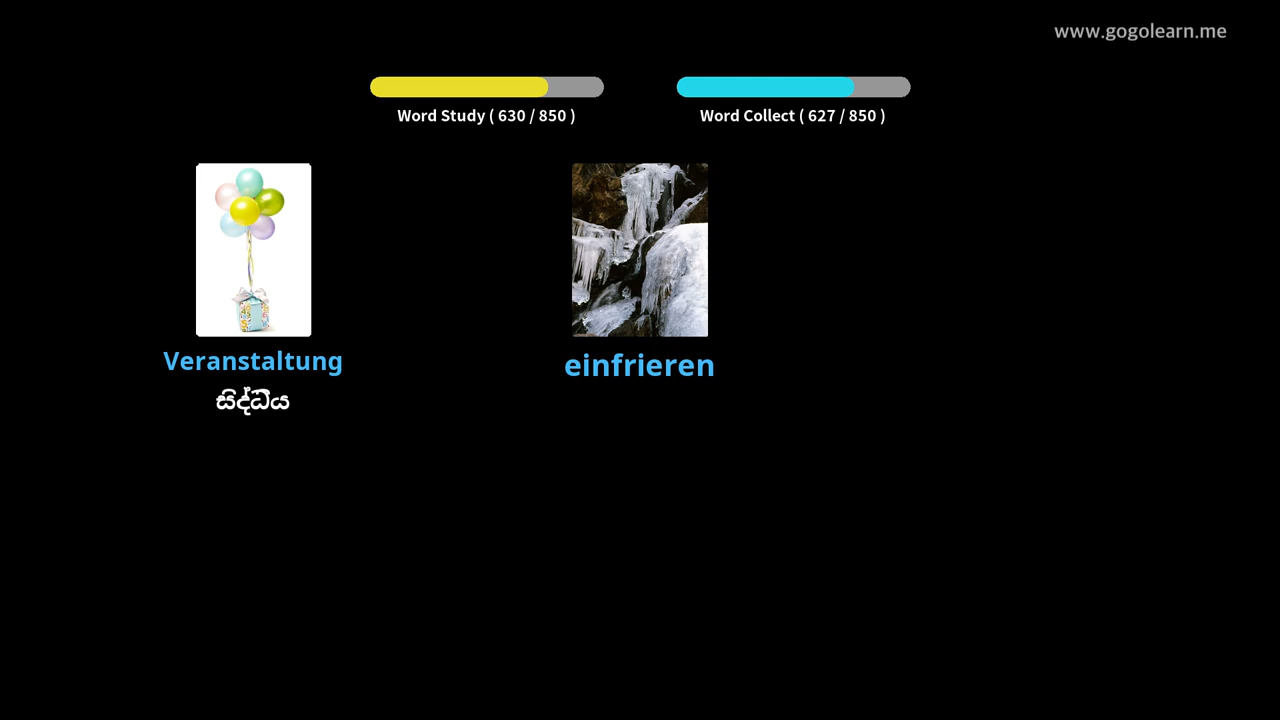 www.gogolearn.me
Word Study ( 630 / 850 )
Word Collect ( 627 / 850 )
Veranstaltung
සිද්ධිය
einfrieren